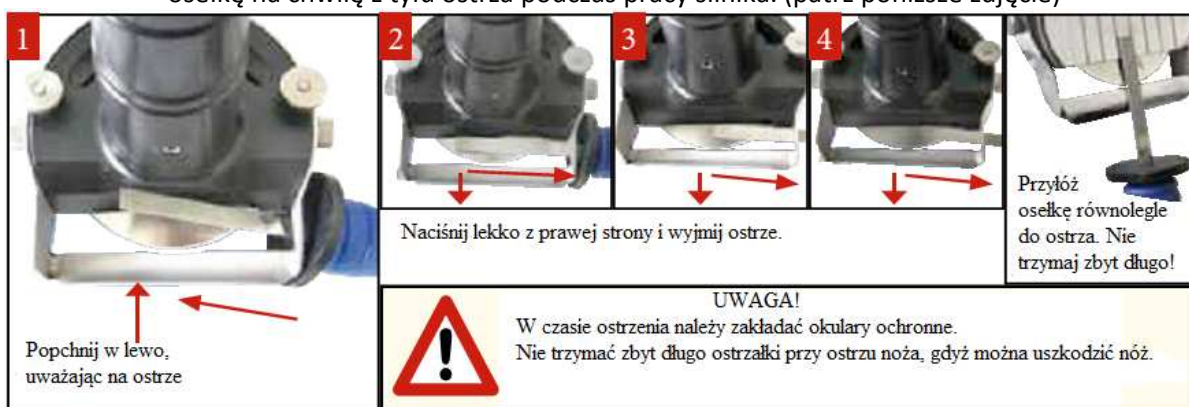 osełkę na chwilę z tyłu ostrza podczas pracy silnika. (patrz poniższe zdjęcie)
1
2
3
4
Popchnij w lewo,
uważając na ostrze
Naciśnij lekko z prawej strony i wyjmij ostrze.
Przyłóż
osełkę równolegle
do ostrza. Nie
trzymaj zbyt długo!
UWAGA!
W czasie ostrzenia należy zakładać okulary ochronne.
Nie trzymać zbyt długo ostrzałki przy ostrzu noża, gdyż można uszkodzić nóż.